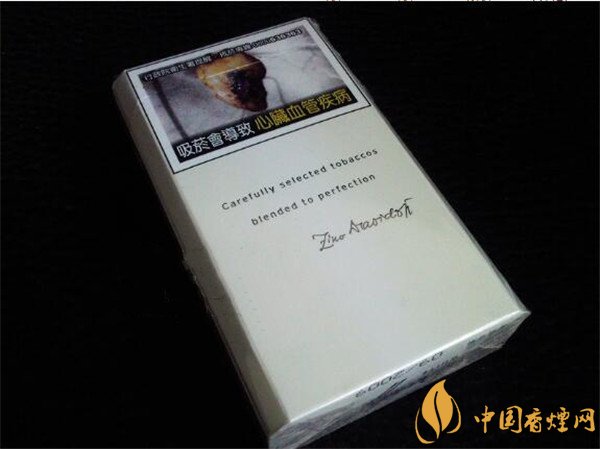 吸菸會導致 心臟血管疾病
Carefully selected tobaccos
blended to perfection
Zino Davidoff
中国香烟网